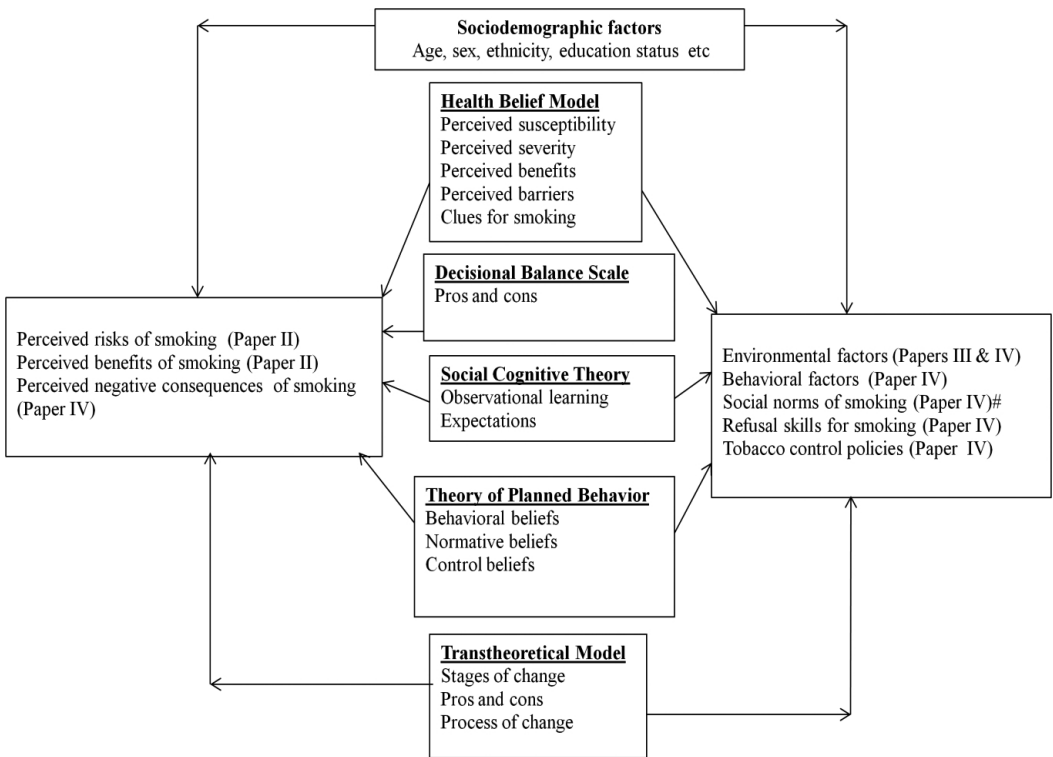 Sociodemographic factors
Age, sex, ethnicity, education status etc
Health Belief Model
Perceived susceptibility
Perceived severity
Perceived benefits
Perceived barriers
Clues for smoking
Decisional Balance Scale
Pros and cons
Perceived risks of smoking (Paper II)
Perceived benefits of smoking (Paper II)
Perceived negative consequences of smoking
(Paper IV)
Social Cognitive Theory
Observational learning
Expectations
Environmental factors (Papers III & IV)
Behavioral factors (Paper IV)
Social norms of smoking (Paper IV)#
Refusal skills for smoking (Paper IV)
Tobacco control policies (Paper IV)
Theory of Planned Behavior
Behavioral beliefs
Normative beliefs
Control beliefs
Transtheoretical Model
Stages of change
Pros and cons
Process of change